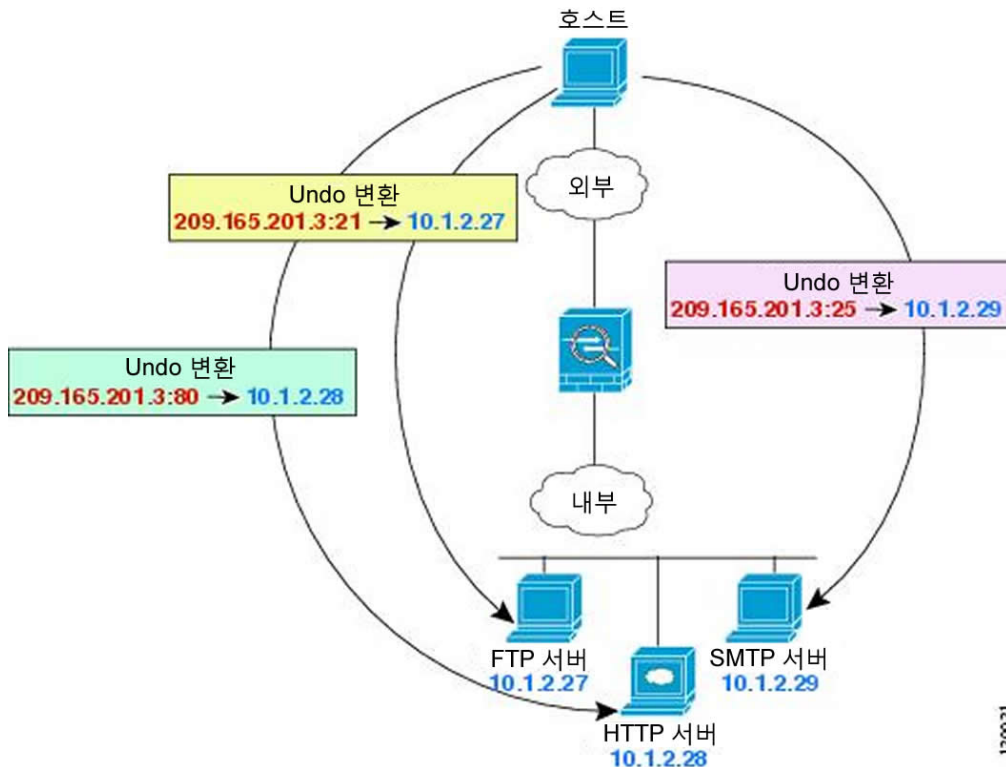 호스트
외부
Undo 변환
209.165.201.3:21 → 10.1.2.27
Undo 변환
209.165.201.3:25 → 10.1.2.29
Undo 변환
209.165.201.3:80 → 10.1.2.28
내부
FTP 서버
10.1.2.27
SMTP 서버
10.1.2.29
HTTP 서버
10.1.2.28